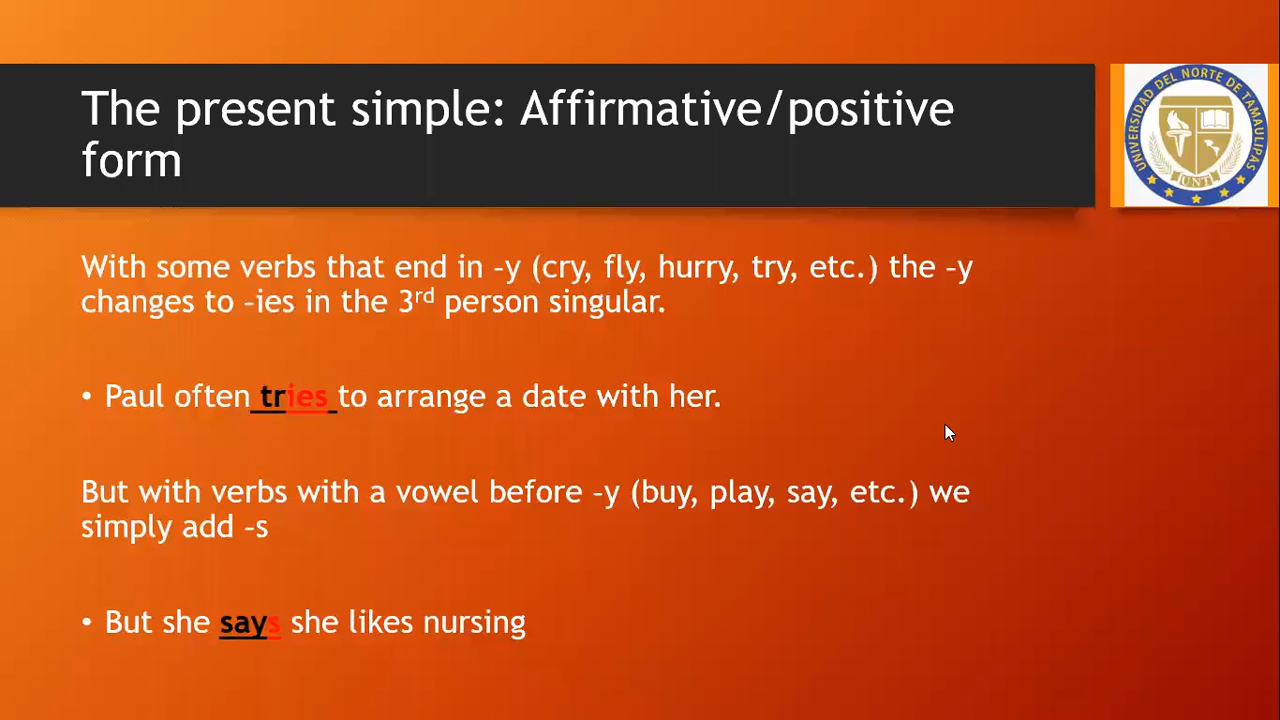 The present simple: Affirmative/positive
form
UNIVERSIDAD DEL NORTE DE TAMAULIPAS
UNT
With some verbs that end in –y (cry, fly, hurry, try, etc.) the –y
changes to –ies in the 3rd person singular.
• Paul often tries to arrange a date with her.
But with verbs with a vowel before –y (buy, play, say, etc.) we
simply add –s
• But she says she likes nursing